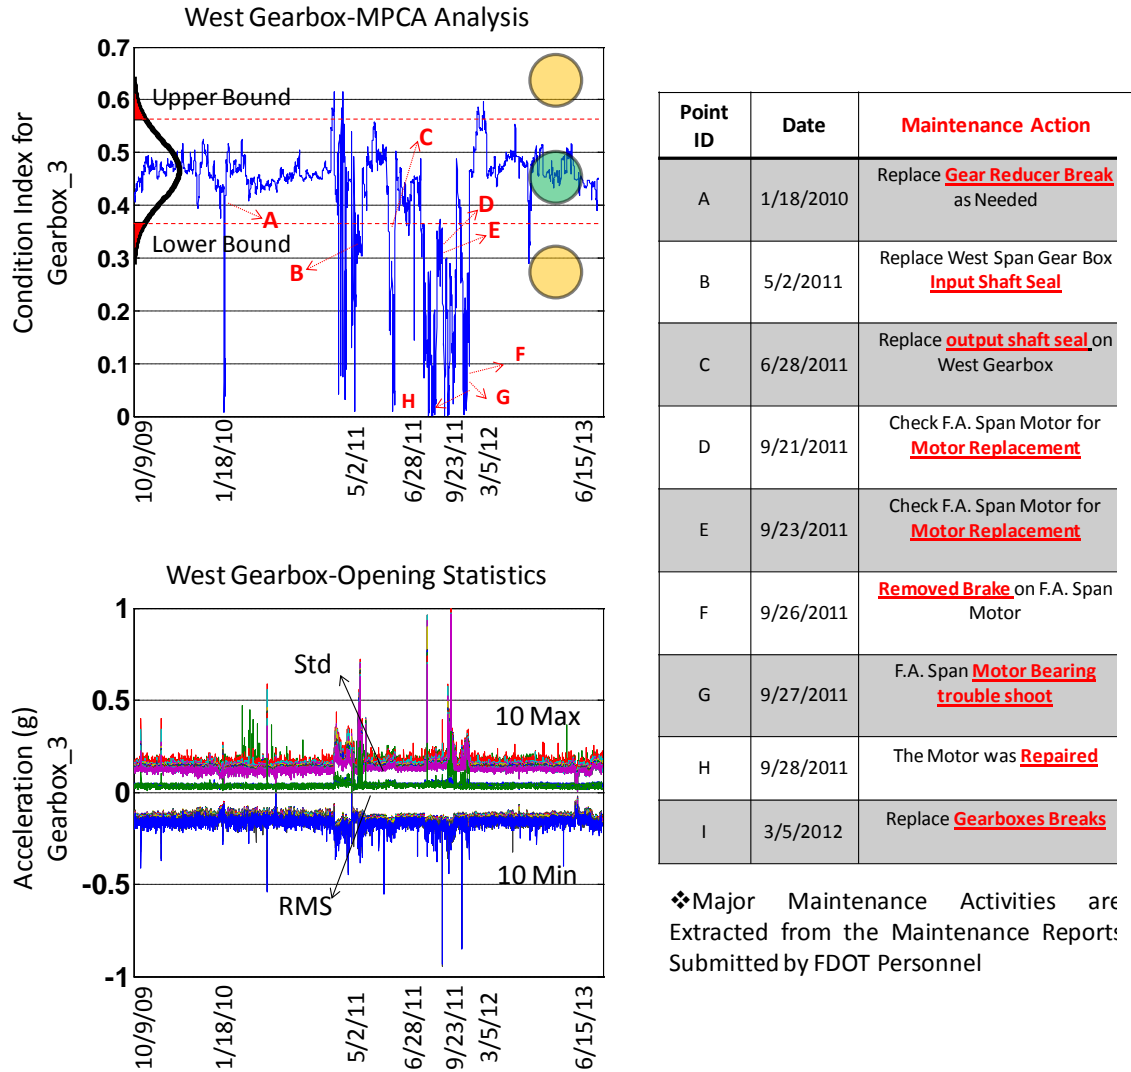 West Gearbox-MPCA Analysis
Condition Index for
Gearbox_3
0.7
0.6
0.5
0.4
0.3
0.2
0.1
0
Upper Bound
Lower Bound
A
B
C
D
E
F
G
H
10/9/09
1/18/10
5/2/11
6/28/11
9/23/11
3/5/12
6/15/13
West Gearbox-Opening Statistics
Acceleration (g)
Gearbox_3
1
0.5
0
-0.5
-1
Std
10 Max
10 Min
RMS
10/9/09
1/18/10
5/2/11
6/28/11
9/23/11
3/5/12
6/15/13
Point
ID
Date
Maintenance Action
A
1/18/2010
Replace Gear Reducer Break
as Needed
B
5/2/2011
Replace West Span Gear Box
Input Shaft Seal
C
6/28/2011
Replace output shaft seal on
West Gearbox
D
9/21/2011
Check F.A. Span Motor for
Motor Replacement
E
9/23/2011
Check F.A. Span Motor for
Motor Replacement
F
9/26/2011
Removed Brake on F.A. Span
Motor
G
9/27/2011
F.A. Span Motor Bearing
trouble shoot
H
9/28/2011
The Motor was Repaired
I
3/5/2012
Replace Gearboxes Breaks
❖Major Maintenance Activities are
Extracted from the Maintenance Reports
Submitted by FDOT Personnel